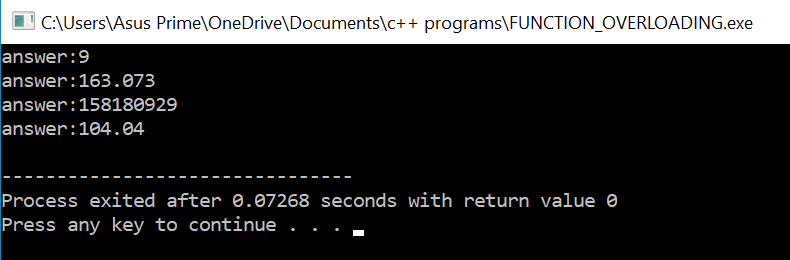 C:\Users\Asus Prime\OneDrive\Documents\c++ programs\FUNCTION_OVERLOADING.exe
answer:9
answer:163.073
answer:158180929
answer:104.04
--------------------------------
Process exited after 0.07268 seconds with return value 0
Press any key to continue . . .